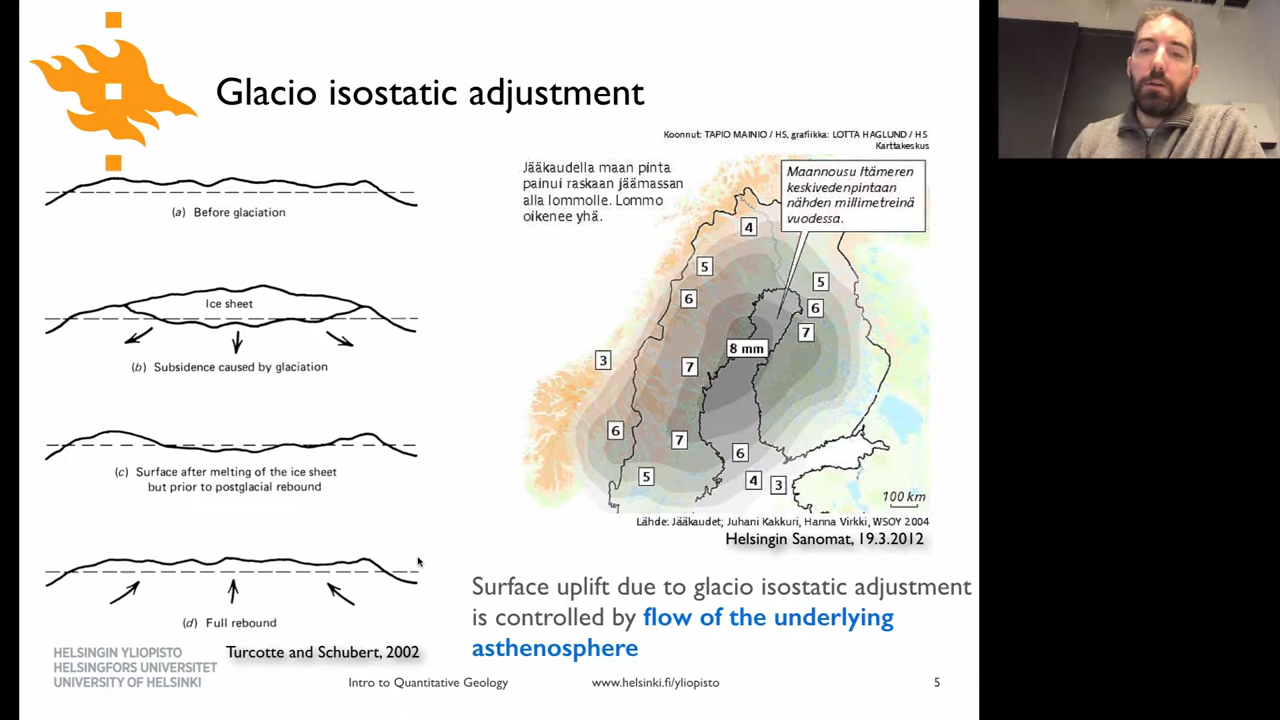 Glacio isostatic adjustment
(a) Before glaciation
Ice sheet
(b) Subsidence caused by glaciation
(c) Surface after melting of the ice sheet
but prior to postglacial rebound
(d) Full rebound
Turcotte and Schubert, 2002
Koonnut: TAPIO MAINIO / HS, grafiikka: LOTTA HAGLUND / HS
Karttakeskus
Jääkaudella maan pinta
painui raskaan jäämassan
alla lommolle. Lommo
oikenee yhä.
Maannousu Itämeren
keskivedenpintaan
nähden millimetreinä
vuodessa.
4
5
5
6
6
7
8 mm
3
7
6
7
6
5
4
3
100 km
Lähde: Jääkaudet; Juhani Kakkuri, Hanna Virkki, WSOY 2004
Helsingin Sanomat, 19.3.2012
Surface uplift due to glacio isostatic adjustment
is controlled by flow of the underlying
asthenosphere
HELSINGIN YLIOPISTO
HELSINGFORS UNIVERSITET
UNIVERSITY OF HELSINKI
Intro to Quantitative Geology
www.helsinki.fi/yliopisto
5